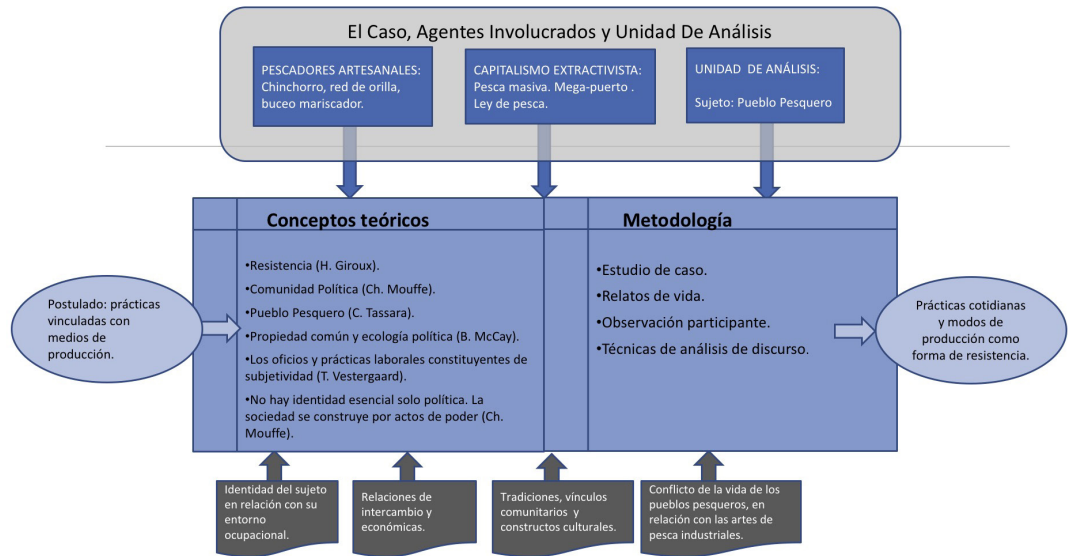 El Caso, Agentes Involucrados y Unidad De Análisis
PESCADORES ARTESANALES:
Chinchorro, red de orilla,
buceo mariscador.
CAPITALISMO EXTRACTIVISTA:
Pesca masiva. Mega-puerto .
Ley de pesca.
UNIDAD DE ANÁLISIS:
Sujeto: Pueblo Pesquero
Conceptos teóricos
•Resistencia (H. Giroux).
•Comunidad Política (Ch. Mouffe).
•Pueblo Pesquero (C. Tassara).
•Propiedad común y ecología política (B. McCay).
•Los oficios y prácticas laborales constituyentes de
subjetividad (T. Vestergaard).
•No hay identidad esencial solo política. La
sociedad se construye por actos de poder (Ch.
Mouffe).
Metodología
•Estudio de caso.
•Relatos de vida.
•Observación participante.
•Técnicas de análisis de discurso.
Postulado: prácticas
vinculadas con
medios de
producción.
Prácticas cotidianas
y modos de
producción como
forma de resistencia.
Identidad del sujeto
en relación con su
entorno
ocupacional.
Relaciones de
intercambio y
económicas.
Tradiciones, vínculos
comunitarios y
constructos culturales.
Conflicto de la vida de los
pueblos pesqueros, en
relación con las artes de
pesca industriales.